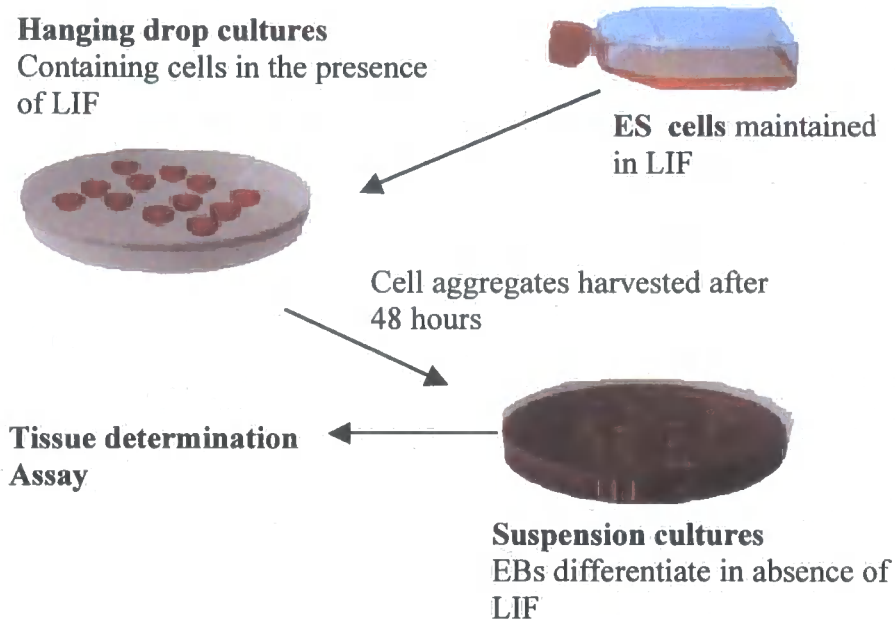 Hanging drop cultures
Containing cells in the presence
of LIF
ES cells maintained
in LIF
Cell aggregates harvested after
48 hours
Tissue determination
Assay
Suspension cultures
EBs differentiate in absence of
LIF